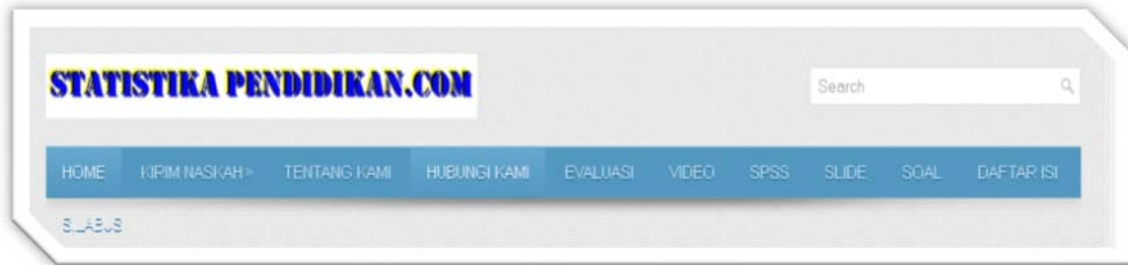 STATISTIKA PENDIDIKAN.COM
Search
HOME KIRIM NASKAH» TENTANG KAMI HUBUNGI KAMI EVALUASI VIDEO SPSS SLIDE SOAL DAFTAR ISI
SILABUS